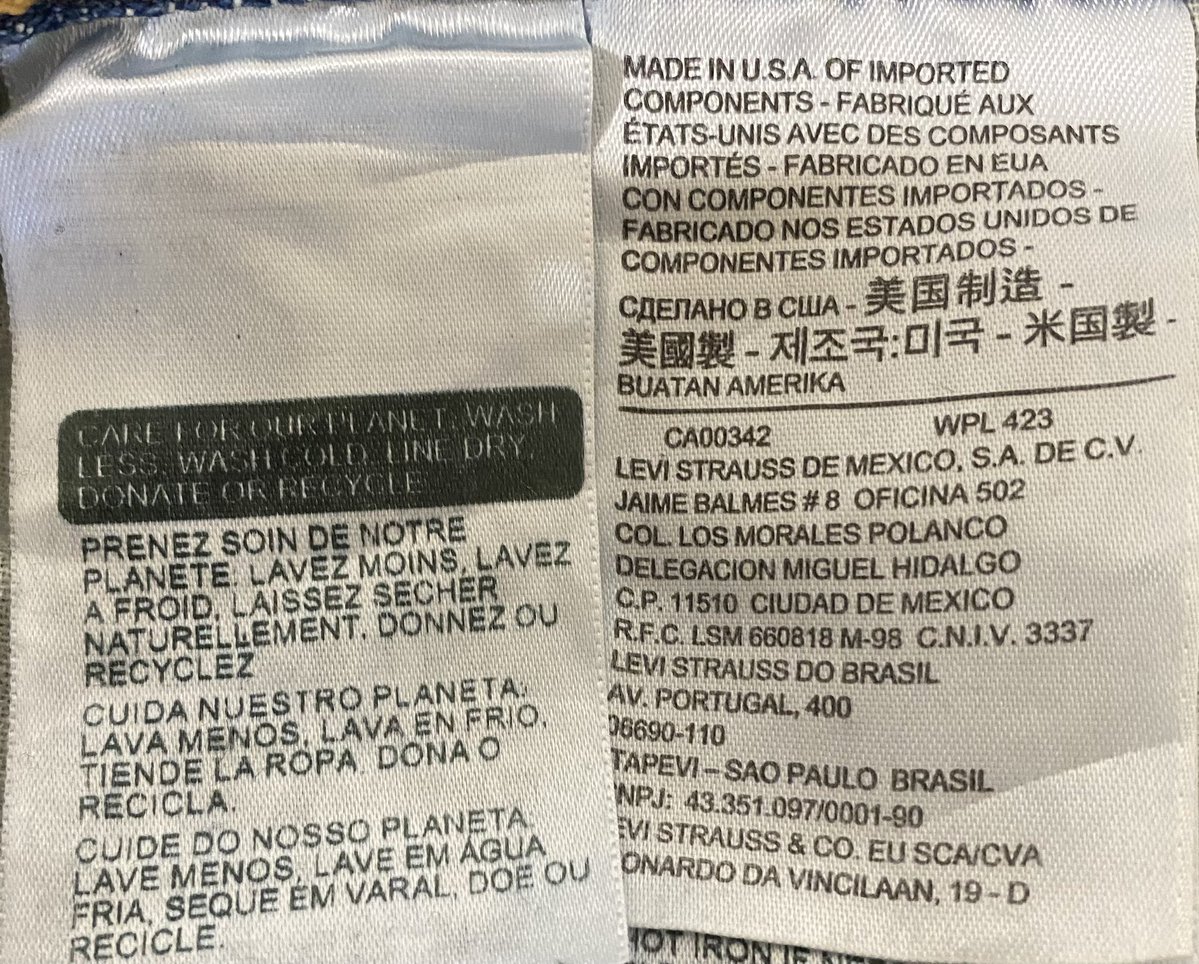 CARE FOR OUR PLANET. WASH
LESS, WASH COLD, LINE DRY,
DONATE OR RECYCLE
PRENEZ SOIN DE NOTRE
PLANETE. LAVEZ MOINS, LAVEZ
A FROID, LAISSEZ SECHER
NATURELLEMENT, DONNEZ OU
RECYCLEZ
CUIDA NUESTRO PLANETA.
LAVA MENOS, LAVA EN FRIO,
TIENDE LA ROPA. DONA O
RECICLA.
CUIDE DO NOSSO PLANETA.
LAVE MENOS, LAVE EM ÁGUA
FRIA, SEQUE EM VARAL, DOE OU
RECICLE.
MADE IN U.S.A. OF IMPORTED
COMPONENTS - FABRIQUÉ AUX
ÉTATS-UNIS AVEC DES COMPOSANTS
IMPORTÉS - FABRICADO EN EUA
CON COMPONENTES IMPORTADOS -
FABRICADO NOS ESTADOS UNIDOS DE
COMPONENTES IMPORTADOS -
СДЕЛАНО В США - 美国制造 -
美國製 - 제조국:미국 - 米国製 -
BUATAN AMERIKA
CA00342 WPL 423
LEVI STRAUSS DE MEXICO, S.A. DE C.V.
JAIME BALMES # 8 OFICINA 502
COL. LOS MORALES POLANCO
DELEGACION MIGUEL HIDALGO
C.P. 11510 CIUDAD DE MEXICO
R.F.C. LSM 660818 M-98 C.N.I.V. 3337
LEVI STRAUSS DO BRASIL
AV. PORTUGAL, 400
06690-110
TAPEVI – SAO PAULO BRASIL
NPJ: 43.351.097/0001-90
EVI STRAUSS & CO. EU SCA/CVA
ONARDO DA VINCILAAN, 19 - D
IRON IF